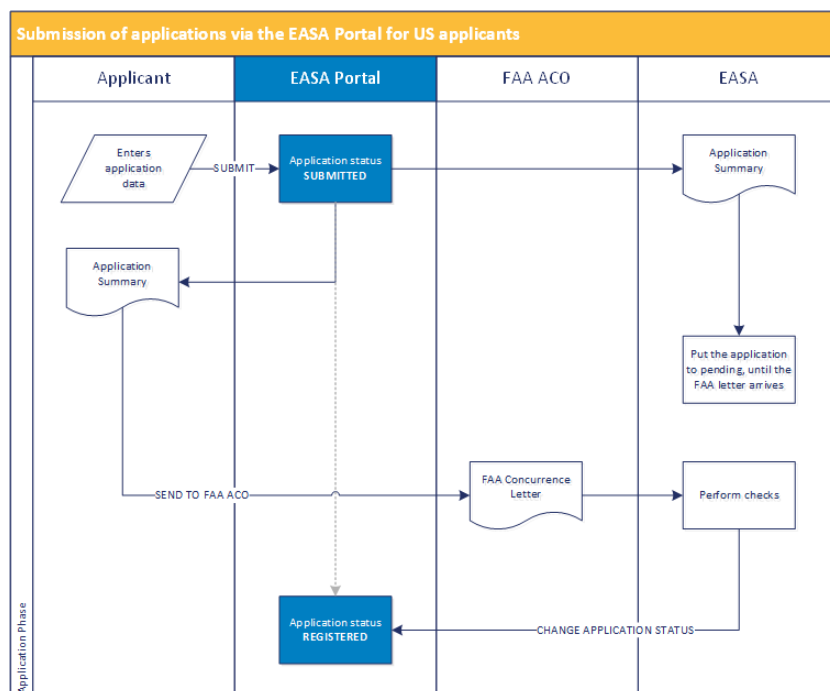 Submission of applications via the EASA Portal for US applicants
Applicant
EASA Portal
FAA ACO
EASA
Enters
application
data
SUBMIT
Application status
SUBMITTED
Application
Summary
Application
Summary
Put the application
to pending, until the
FAA letter arrives
SEND TO FAA ACO
FAA Concurrence
Letter
Perform checks
Application status
REGISTERED
CHANGE APPLICATION STATUS
Application Phase